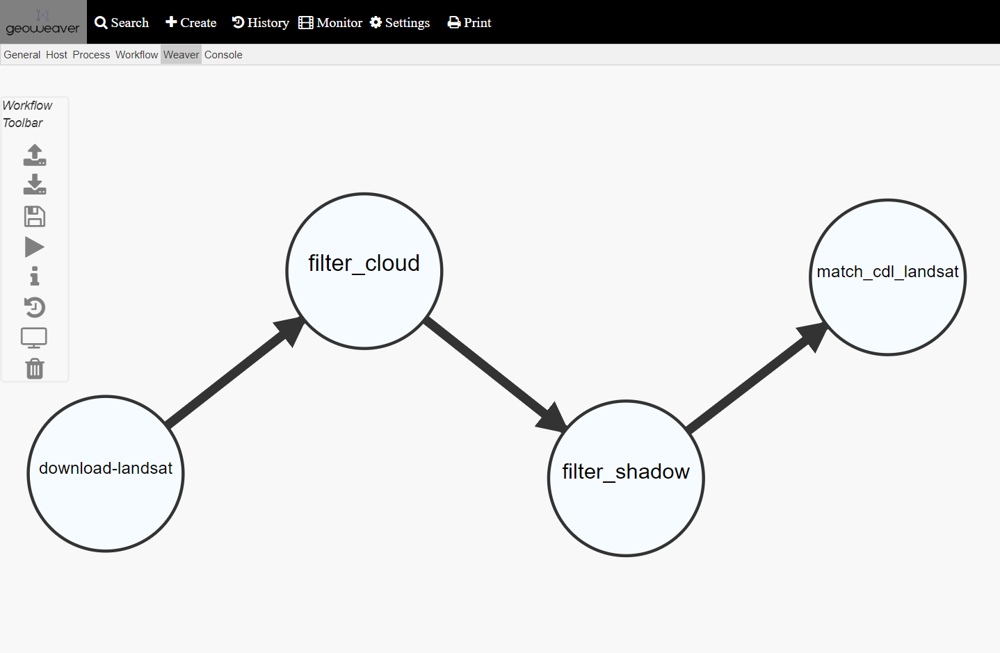 geoweaver
Search Create History Monitor Settings Print
General Host Process Workflow Weaver Console
Workflow
Toolbar
filter_cloud
match_cdl_landsat
download-landsat
filter_shadow